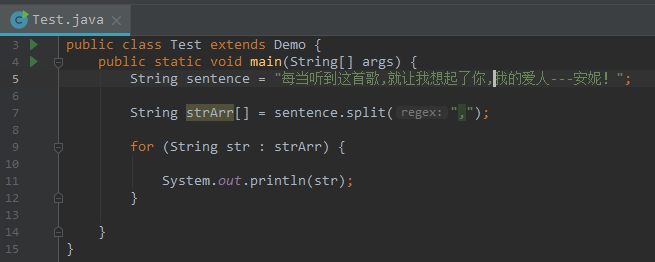 Test.java
3 public class Test extends Demo {
4 public static void main(String[] args) {
5 String sentence = "每当听到这首歌,就让我想起了你,我的爱人---安妮! ";
6
7 String strArr[] = sentence.split( regex: ",");
8
9 for (String str : strArr) {
10
11 System.out.println(str);
12 }
13
14 }
15 }